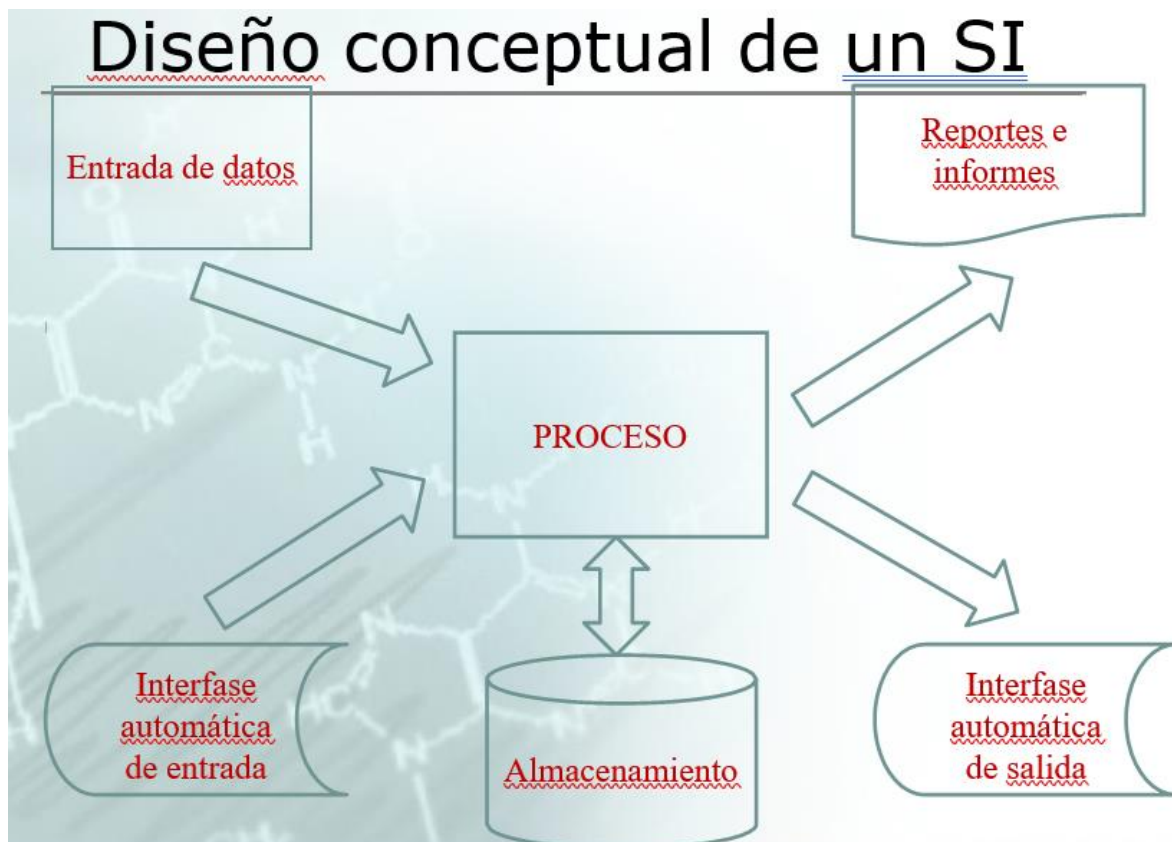 Diseño conceptual de un SI
Entrada de datos
Reportes e
informes
PROCESO
Interfase
automática
de entrada
Almacenamiento
Interfase
automática
de salida